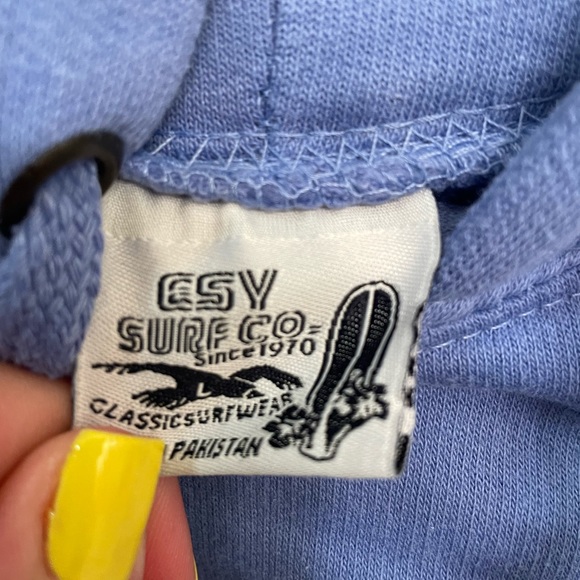 ESY
SURF CO.
Since 1970
L
CLASSIC SURFWEAR
PAKISTAN